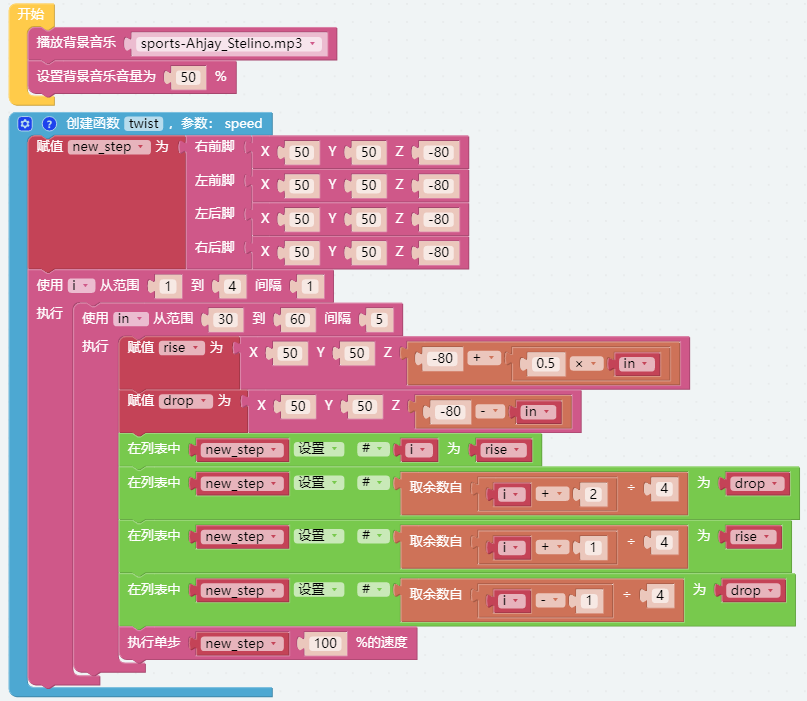 开始
播放背景音乐 sports-Ahjay_Stelino.mp3
设置背景音乐音量为 50 %
? 创建函数 twist , 参数: speed
赋值 new_step 为 右前脚 X 50 Y 50 Z -80
左前脚 X 50 Y 50 Z -80
左后脚 X 50 Y 50 Z -80
右后脚 X 50 Y 50 Z -80
使用 i 从范围 1 到 4 间隔 1
执行 使用 in 从范围 30 到 60 间隔 5
执行 赋值 rise 为 X 50 Y 50 Z -80 + 0.5 × in
赋值 drop 为 X 50 Y 50 Z -80 - in
在列表中 new_step 设置 # i 为 rise
在列表中 new_step 设置 # 取余数自 i + 2 ÷ 4 为 drop
在列表中 new_step 设置 # 取余数自 i + 1 ÷ 4 为 rise
在列表中 new_step 设置 # 取余数自 i - 1 ÷ 4 为 drop
执行单步 new_step 100 %的速度